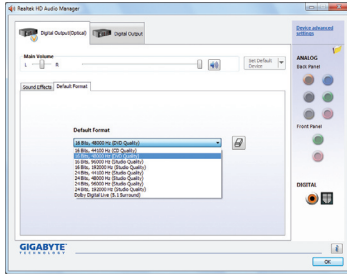 Realtek HD Audio Manager
Digital Output(Optical)
Digital Output
Device advanced
settings
Main Volume
L
R
Set Default
Device
ANALOG
Back Panel
Sound Effects
Default Format
Default Format
16 Bits, 48000 Hz (DVD Quality)
16 Bits, 44100 Hz (CD Quality)
16 Bits, 48000 Hz (DVD Quality)
16 Bits, 96000 Hz (Studio Quality)
16 Bits, 192000 Hz (Studio Quality)
24 Bits, 44100 Hz (Studio Quality)
24 Bits, 48000 Hz (Studio Quality)
24 Bits, 96000 Hz (Studio Quality)
24 Bits, 192000 Hz (Studio Quality)
Dolby Digital Live (5.1 Surround)
Front Panel
DIGITAL
GIGABYTE
TECHNOLOGY
OK